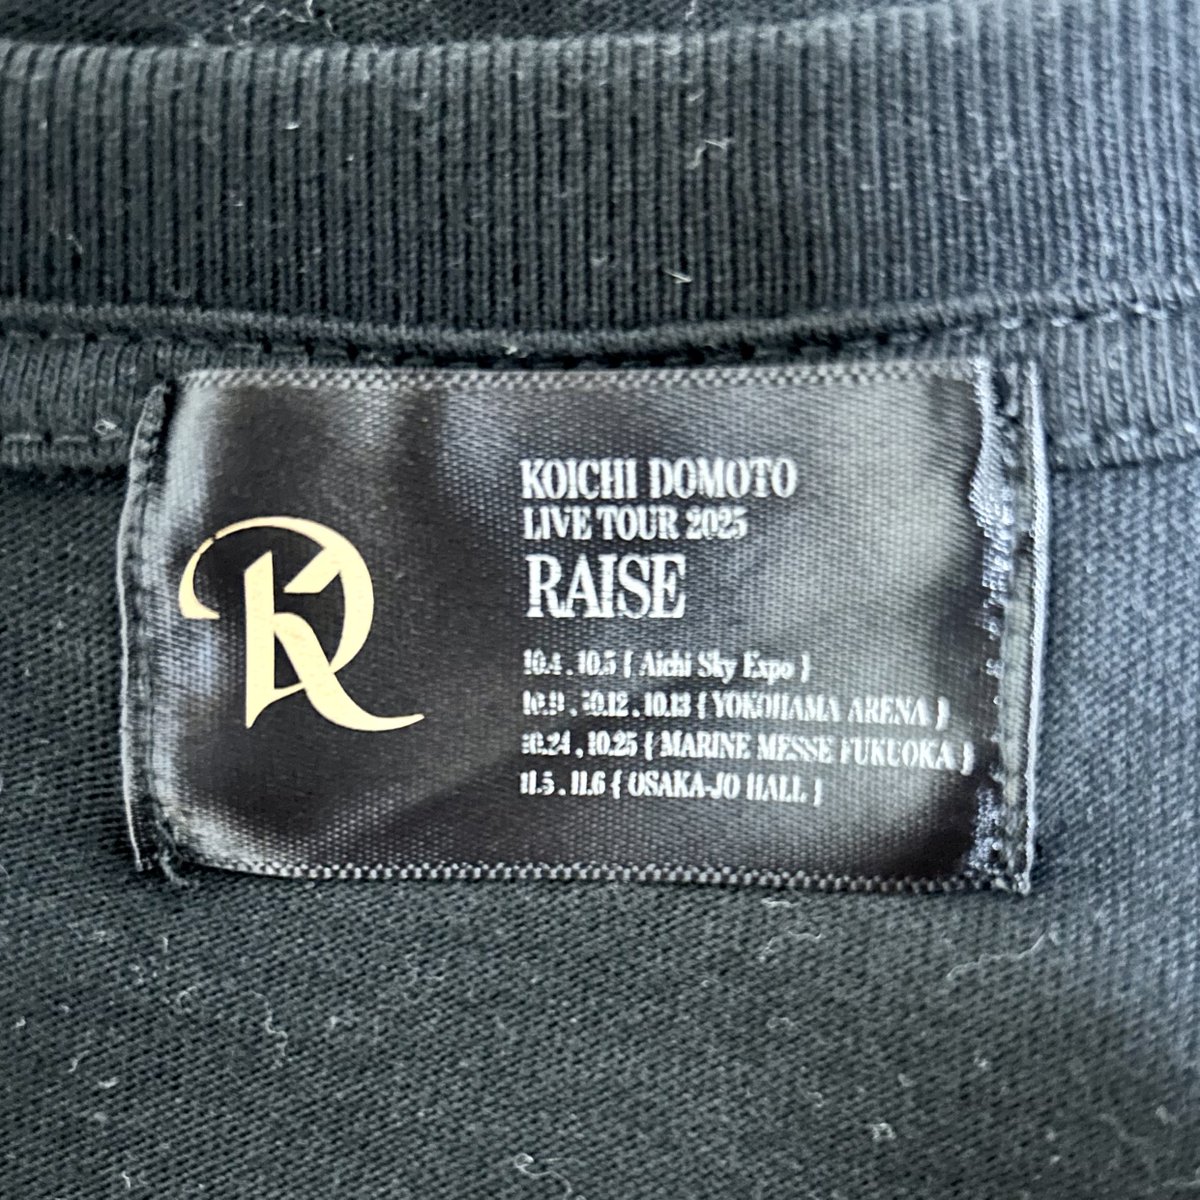 KOICHI DOMOTO
LIVE TOUR 2025
RAISE
10.4 . 10.5 { Aichi Sky Expo }
10.11 . 10.12 . 10.13 { YOKOHAMA ARENA }
10.24 . 10.25 { MARINE MESSE FUKUOKA }
11.5 . 11.6 { OSAKA-JO HALL }